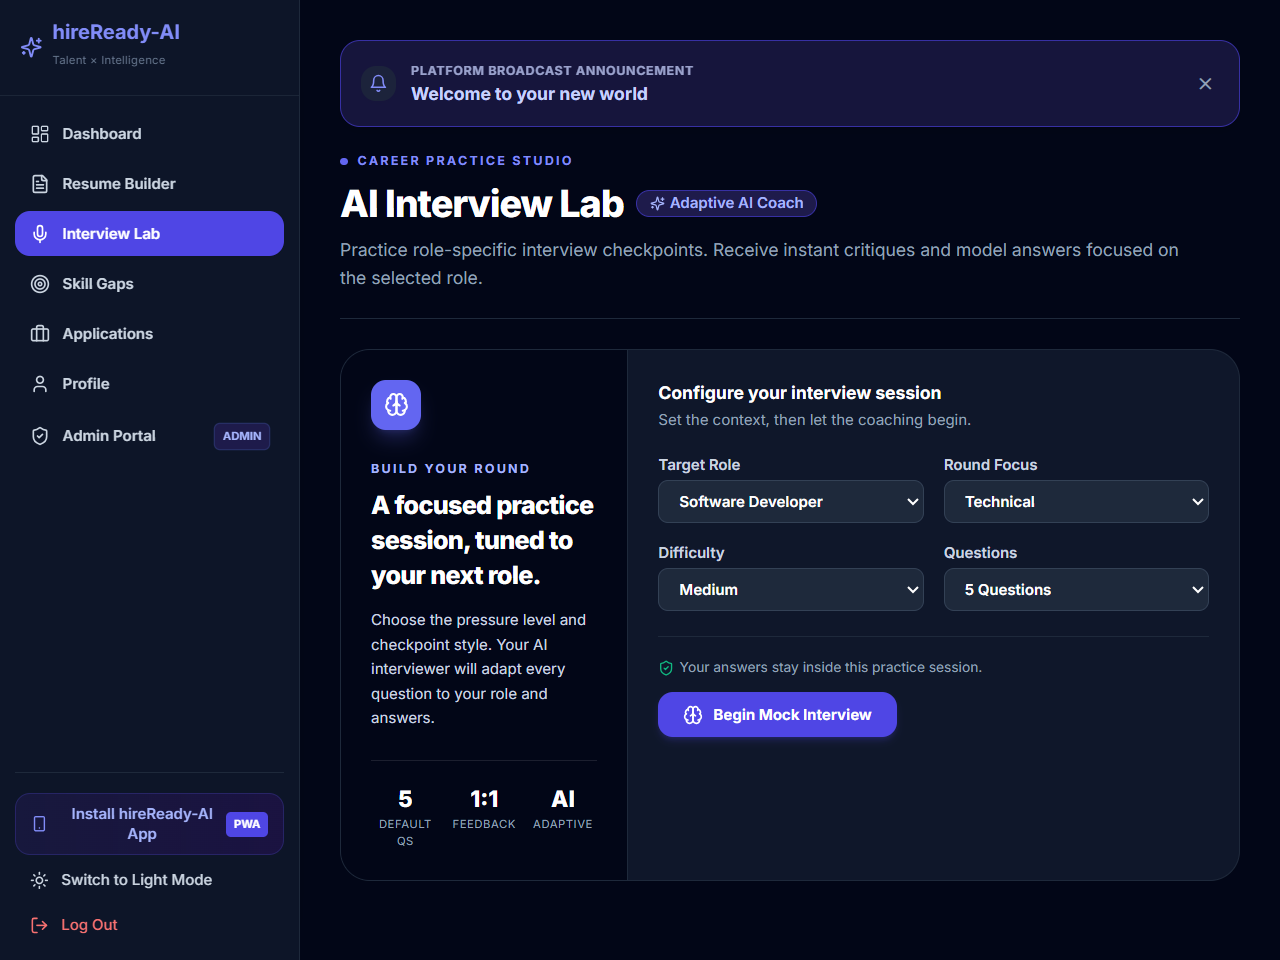 hireReady-AI
Talent × Intelligence
Dashboard
Resume Builder
Interview Lab
Skill Gaps
Applications
Profile
Admin Portal
ADMIN
Install hireReady-AI
App
PWA
Switch to Light Mode
Log Out
PLATFORM BROADCAST ANNOUNCEMENT
Welcome to your new world
CAREER PRACTICE STUDIO
AI Interview Lab
Adaptive AI Coach
Practice role-specific interview checkpoints. Receive instant critiques and model answers focused on
the selected role.
BUILD YOUR ROUND
A focused practice
session, tuned to
your next role.
Choose the pressure level and
checkpoint style. Your AI
interviewer will adapt every
question to your role and
answers.
5
DEFAULT
QS
1:1
FEEDBACK
AI
ADAPTIVE
Configure your interview session
Set the context, then let the coaching begin.
Target Role
Software Developer
Round Focus
Technical
Difficulty
Medium
Questions
5 Questions
Your answers stay inside this practice session.
Begin Mock Interview